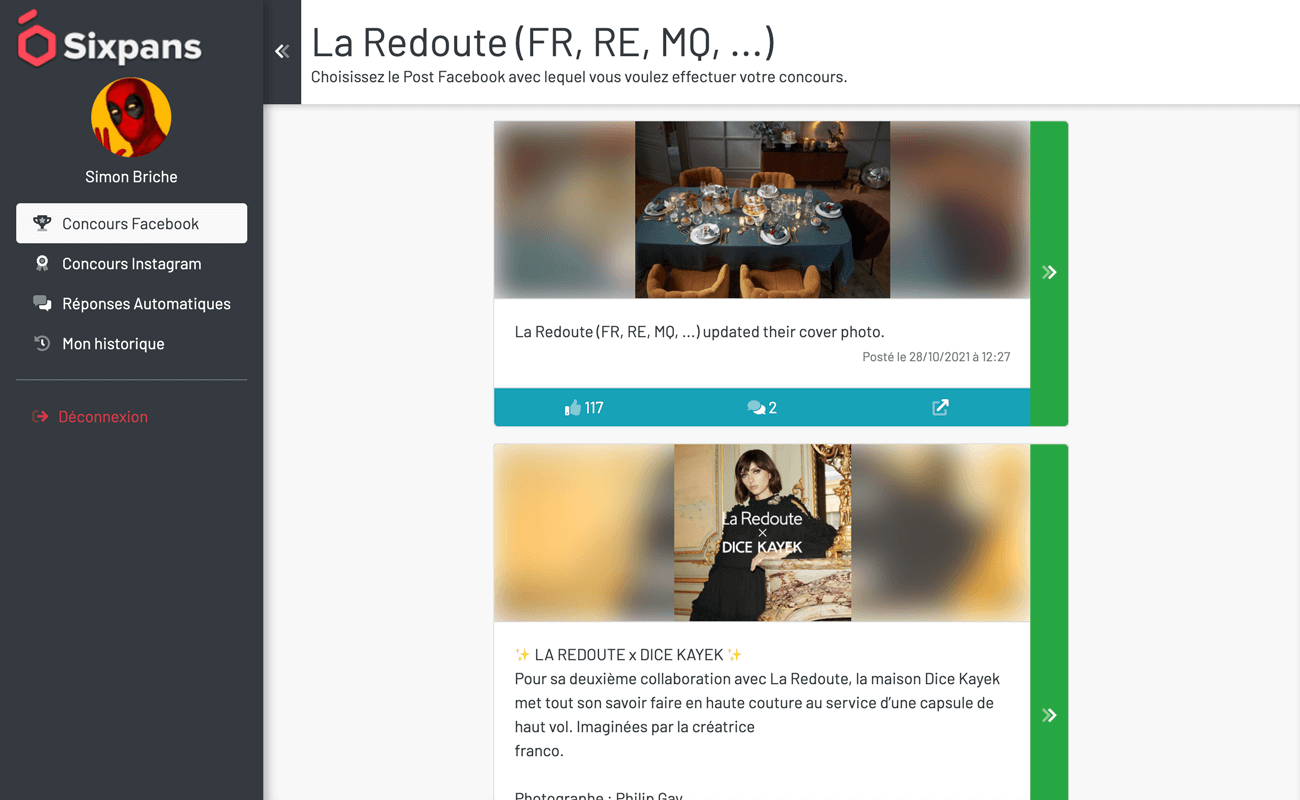 Sixpans
Simon Briche
Concours Facebook
Concours Instagram
Réponses Automatiques
Mon historique
Déconnexion
La Redoute (FR, RE, MQ, ...)
Choisissez le Post Facebook avec lequel vous voulez effectuer votre concours.
La Redoute (FR, RE, MQ, ...) updated their cover photo.
Posté le 28/10/2021 à 12:27
117
2
La Redoute
×
DICE KAYEK
✨ LA REDOUTE x DICE KAYEK ✨
Pour sa deuxième collaboration avec La Redoute, la maison Dice Kayek
met tout son savoir faire en haute couture au service d’une capsule de
haut vol. Imaginées par la créatrice
franco.
Photographe : Philip Gay